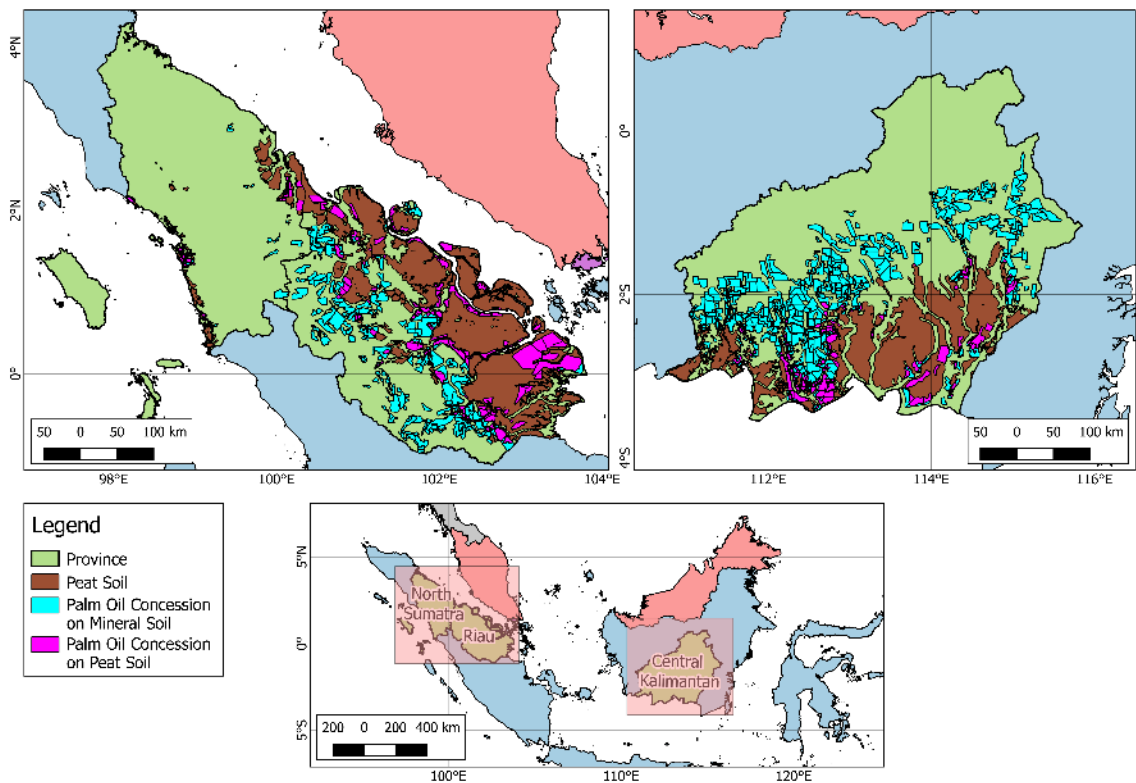 4°N
2°N
0°
50 0 50 100 km
98°E
100°E
102°E
104°E
0°
2°S
4°S
50 0 50 100 km
112°E
114°E
116°E
Legend
Province
Peat Soil
Palm Oil Concession
on Mineral Soil
Palm Oil Concession
on Peat Soil
5°N
0°
5°S
North
Sumatra
Riau
Central
Kalimantan
200 0 200 400 km
100°E
110°E
120°E